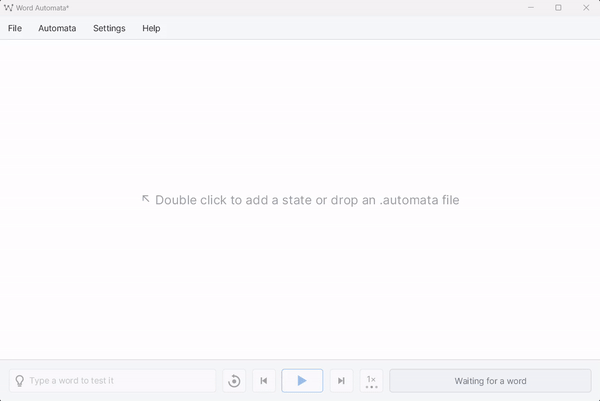 Word Automata*
File Automata Settings Help
Double click to add a state or drop an .automata file
Type a word to test it 1× Waiting for a word